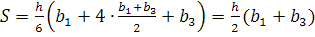 S = h/6 (b₁ + 4 · (b₁+b₃)/2 + b₃) = h/2 (b₁ + b₃)